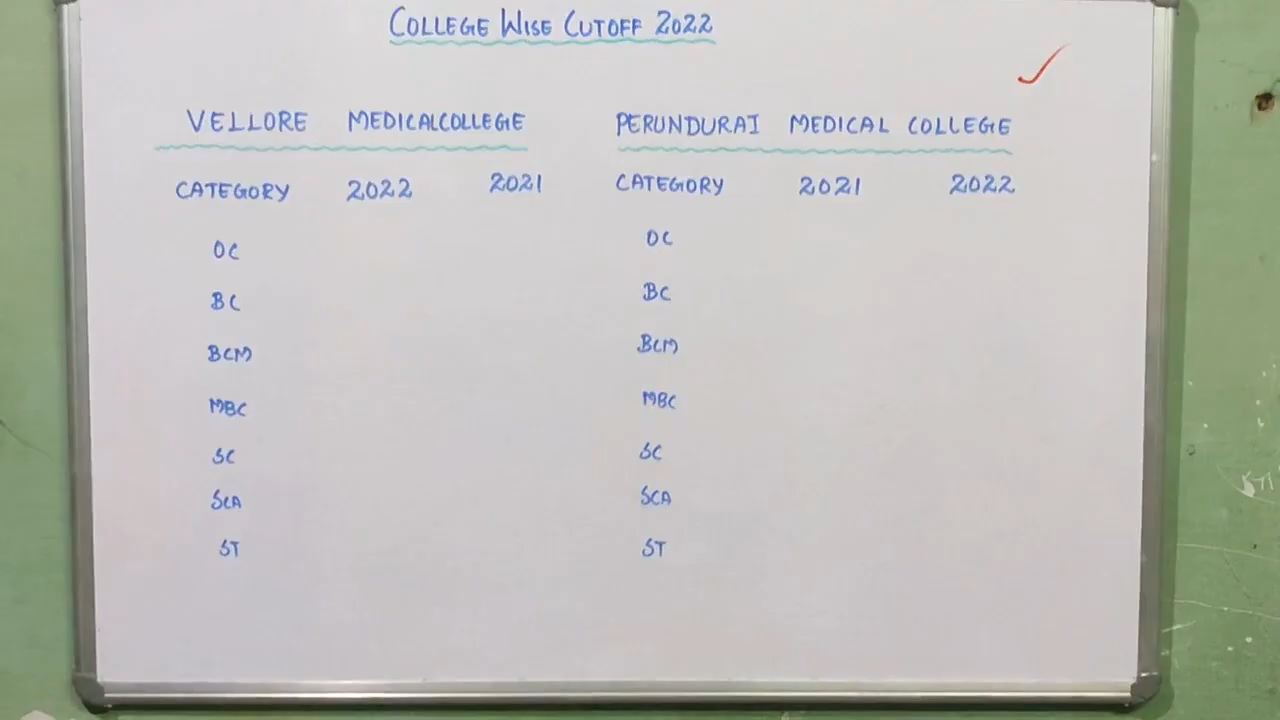 COLLEGE WISE CUTOFF 2022
VELLORE MEDICALCOLLEGE
CATEGORY 2022 2021
OC
BC
BCM
MBC
SC
SCA
ST
PERUNDURAI MEDICAL COLLEGE
CATEGORY 2021 2022
OC
BC
BCM
MBC
SC
SCA
ST